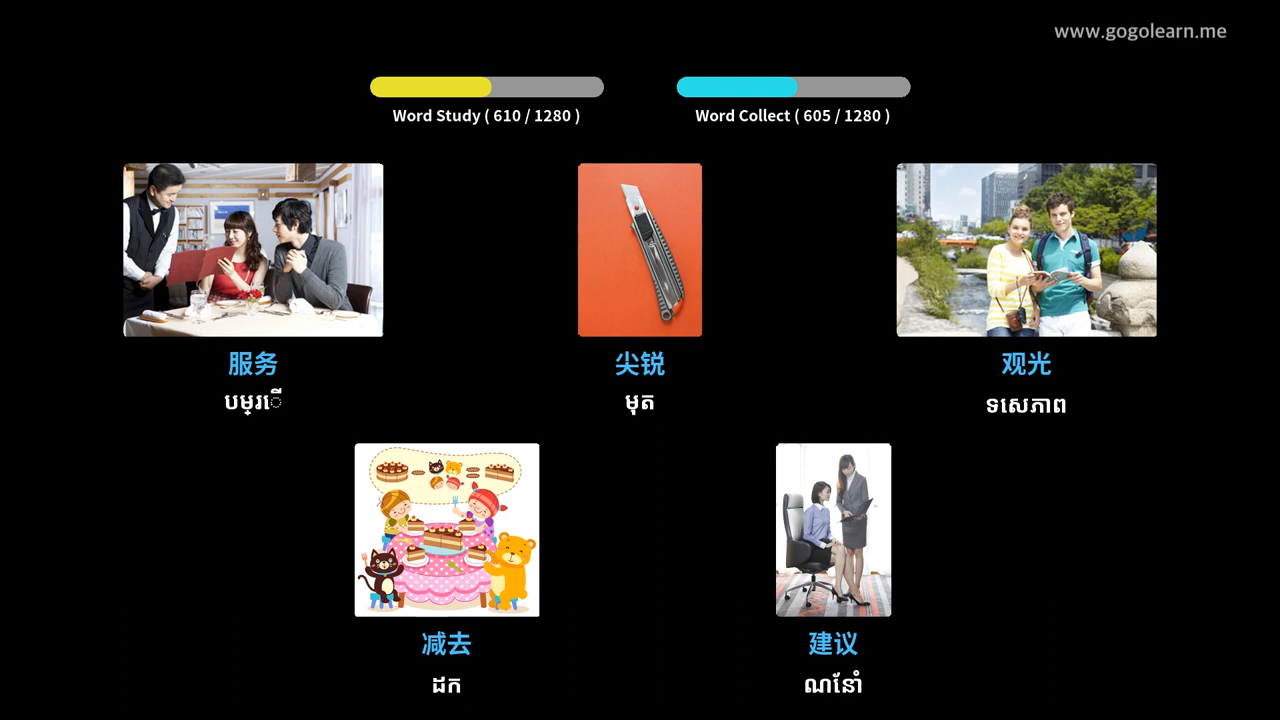 www.gogolearn.me
Word Study ( 610 / 1280 )
Word Collect ( 605 / 1280 )
服务
尖锐
观光
បម្រើ
មុត
ទសេភាព
减去
建议
ដក
ណនែាំ